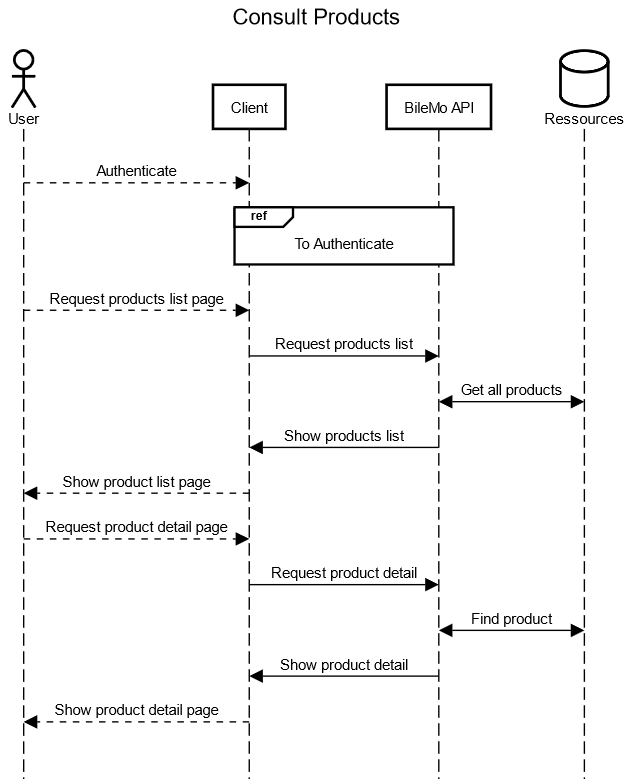 Consult Products
User
Client
BileMo API
Ressources
Authenticate
ref
To Authenticate
Request products list page
Request products list
Get all products
Show products list
Show product list page
Request product detail page
Request product detail
Find product
Show product detail
Show product detail page